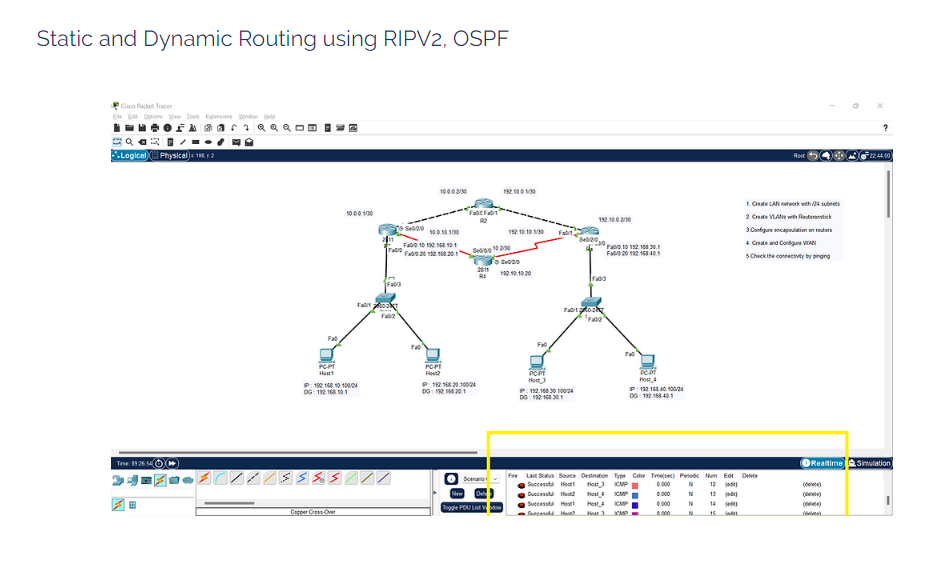 Static and Dynamic Routing using RIPV2, OSPF
Cisco Packet Tracer
File Edit Options View Tools Extensions Window Help
Logical Physical x: 198, y: 2
Root 22:44:00
10.0.0.2/30 192.10.0.1/30
Fa0/1
R2
10.0.0.1/30
192.10.0.2/30
Se0/2/0 10.0.10.1/30
192.10.10.1/30 Fa0/1
2811
Fa0/0
Fa0/0.10 192.168.10.1
Fa0/0.20 192.168.20.1
Se0/0/0 10.2/30
Se0/2/0
2811
R4
192.10.10.20
Se0/2/0
Fa0/0.10 192.168.30.1
Fa0/0.20 192.168.40.1
1. Create LAN network with /24 subnets
2. Create VLANs with Routeronstick
3.Configure encapsulation on routers
4. Create and Configure WAN
5.Check the connectivity by pinging
Fa0/3
Fa0/1
Fa0/2
Fa0/3
Fa0/1
Fa0/2
Fa0
PC-PT
Host1
Fa0
PC-PT
Host2
Fa0
PC-PT
Host_3
Fa0
PC-PT
Host_4
IP : 192.168.10.100/24
DG : 192.168.10.1
IP : 192.168.20.100/24
DG : 192.168.20.1
IP : 192.168.30.100/24
DG : 192.168.30.1
IP : 192.168.40.100/24
DG : 192.168.40.1
Time: 89:26:54
Realtime Simulation
Scenario
New Delete
Toggle PDU List Window
Copper Cross-Over
Fire Last Status Source Destination Type Color Time(sec) Periodic Num Edit Delete
Successful Host1 Host_3 ICMP 0.000 N 12 (edit) (delete)
Successful Host2 Host_4 ICMP 0.000 N 13 (edit) (delete)
Successful Host1 Host_4 ICMP 0.000 N 14 (edit) (delete)
Successful Host2 Host_3 ICMP 0.000 N 15 (edit) (delete)